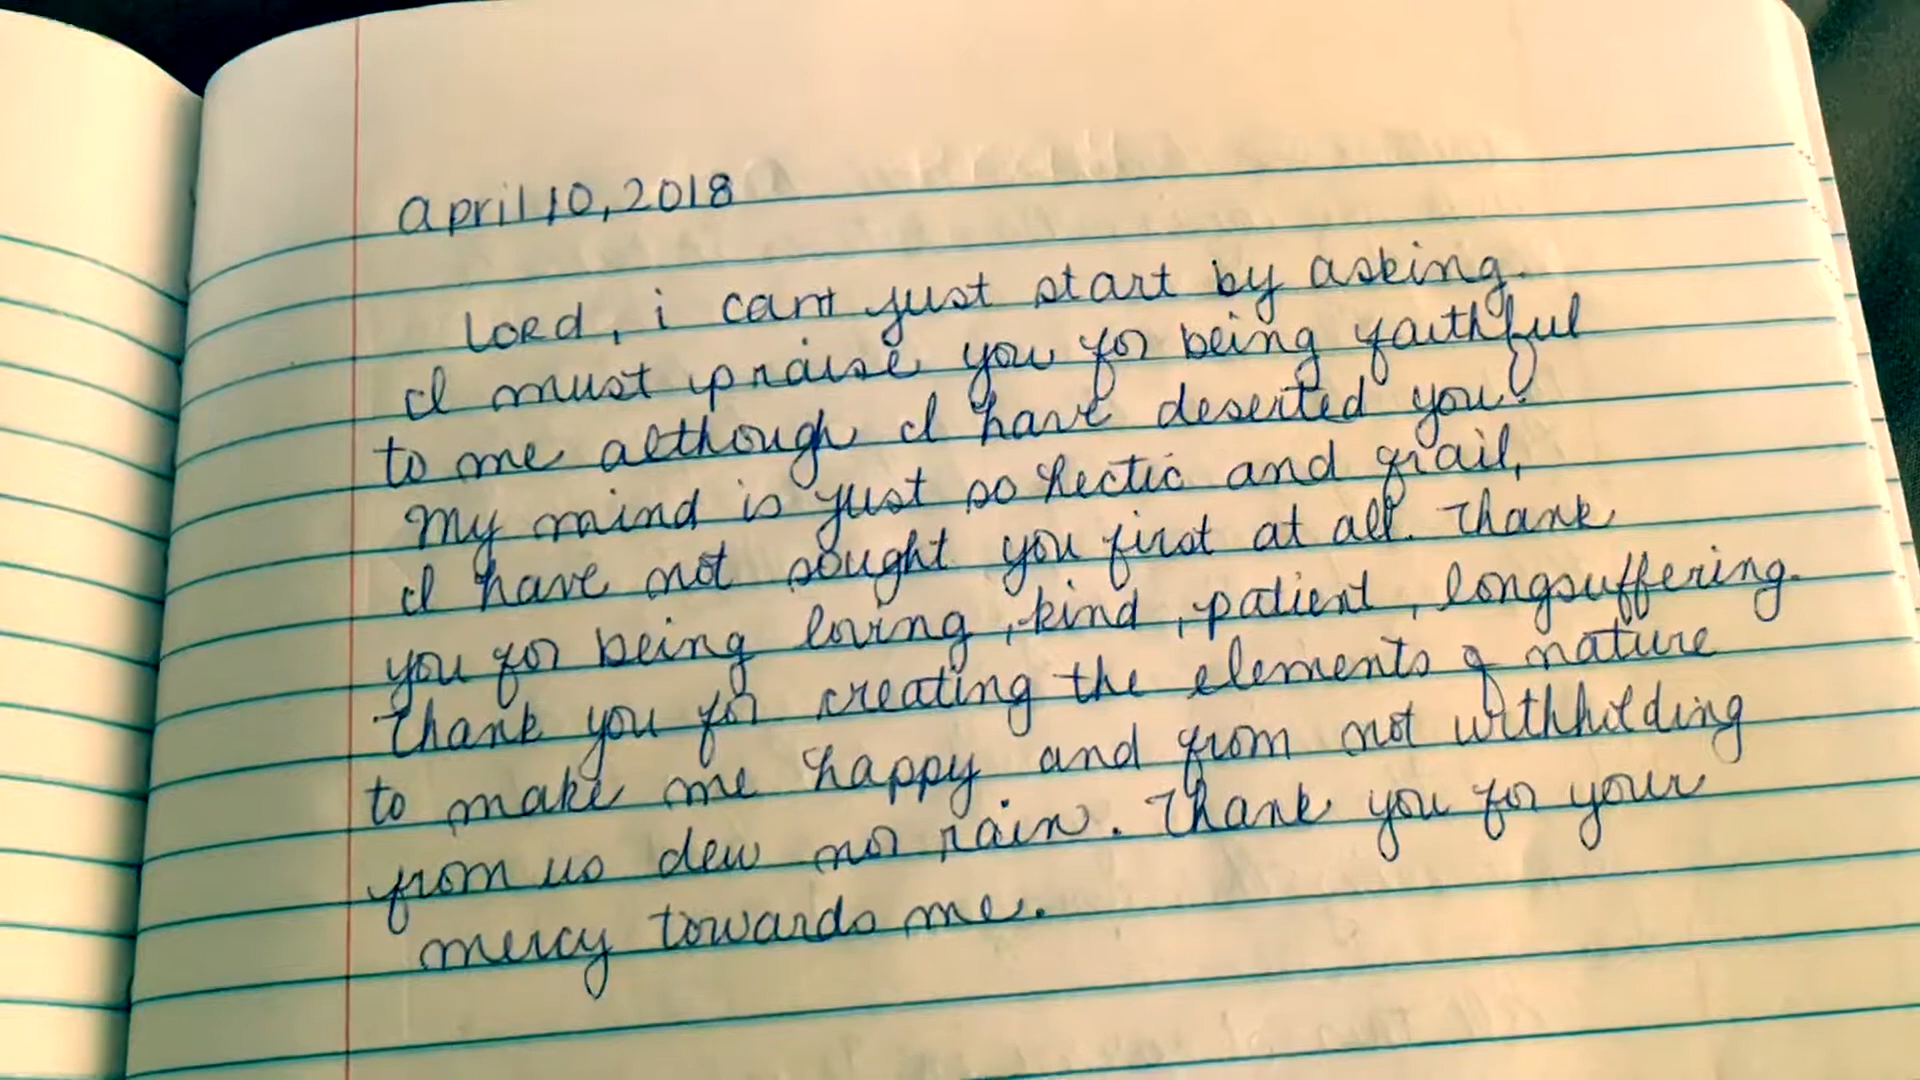 april 10, 2018
Lord, i cant just start by asking.
I must praise you for being faithful
to me although I have deserted you.
My mind is just so hectic and frail,
I have not sought you first at all. Thank
you for being loving, kind, patient, longsuffering.
Thank you for creating the elements of nature
to make me happy and from not withholding
from us dew nor rain. Thank you for your
mercy towards me.